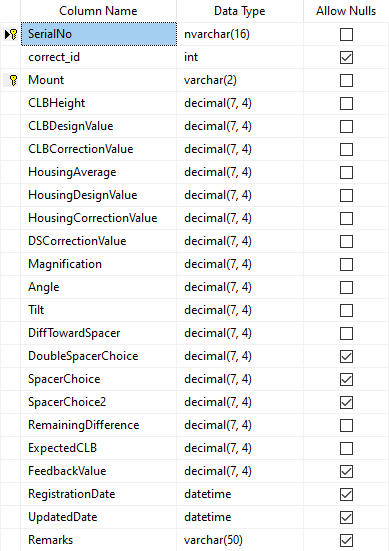 Column Name Data Type Allow Nulls
SerialNo nvarchar(16)
correct_id int
Mount varchar(2)
CLBHeight decimal(7, 4)
CLBDesignValue decimal(7, 4)
CLBCorrectionValue decimal(7, 4)
HousingAverage decimal(7, 4)
HousingDesignValue decimal(7, 4)
HousingCorrectionValue decimal(7, 4)
DSCorrectionValue decimal(7, 4)
Magnification decimal(7, 4)
Angle decimal(7, 4)
Tilt decimal(7, 4)
DiffTowardSpacer decimal(7, 4)
DoubleSpacerChoice decimal(7, 4)
SpacerChoice decimal(7, 4)
SpacerChoice2 decimal(7, 4)
RemainingDifference decimal(7, 4)
ExpectedCLB decimal(7, 4)
FeedbackValue decimal(7, 4)
RegistrationDate datetime
UpdatedDate datetime
Remarks varchar(50)